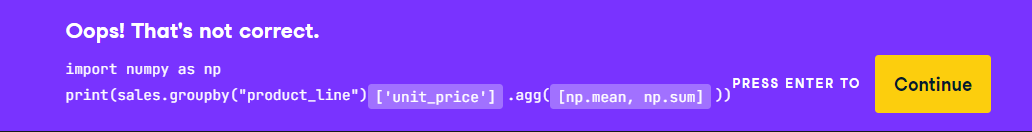 Oops! That's not correct.
import numpy as np
print(sales.groupby("product_line")['unit_price'].agg([np.mean, np.sum]))
PRESS ENTER TO
Continue